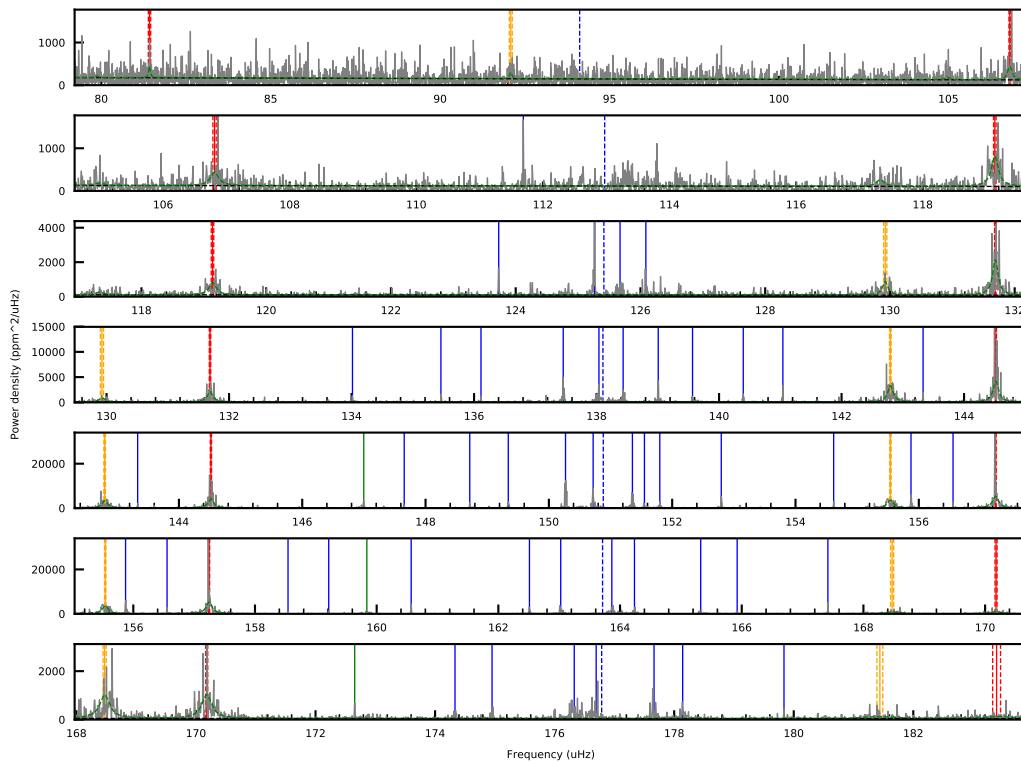 1000
0
80 85 90 95 100 105
1000
0
106 108 110 112 114 116 118
4000
2000
0
118 120 122 124 126 128 130 132
15000
10000
5000
0
130 132 134 136 138 140 142 144
Power density (ppm^2/uHz)
20000
0
144 146 148 150 152 154 156
20000
0
156 158 160 162 164 166 168 170
2000
0
168 170 172 174 176 178 180 182
Frequency (uHz)